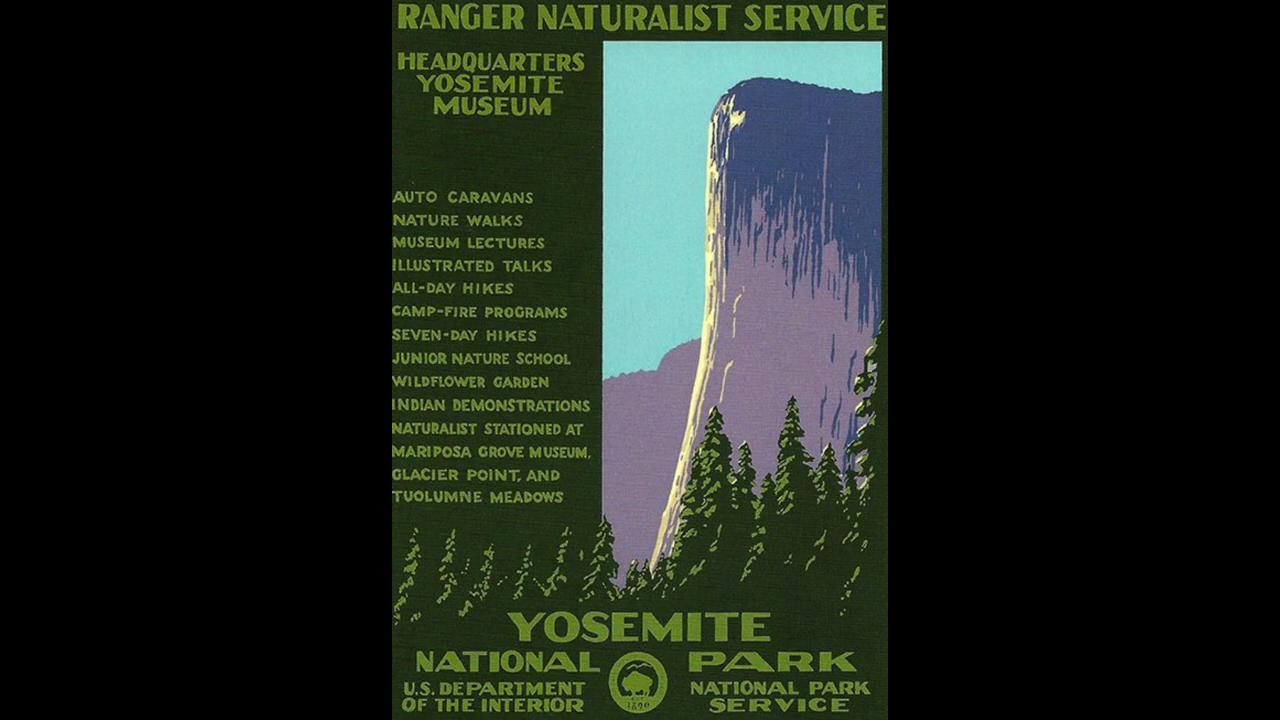 RANGER NATURALIST SERVICE
HEADQUARTERS
YOSEMITE
MUSEUM
AUTO CARAVANS
NATURE WALKS
MUSEUM LECTURES
ILLUSTRATED TALKS
ALL-DAY HIKES
CAMP-FIRE PROGRAMS
SEVEN-DAY HIKES
JUNIOR NATURE SCHOOL
WILDFLOWER GARDEN
INDIAN DEMONSTRATIONS
NATURALIST STATIONED AT
MARIPOSA GROVE MUSEUM,
GLACIER POINT, AND
TUOLUMNE MEADOWS
YOSEMITE
NATIONAL PARK
U.S. DEPARTMENT
OF THE INTERIOR
1890
NATIONAL PARK
SERVICE